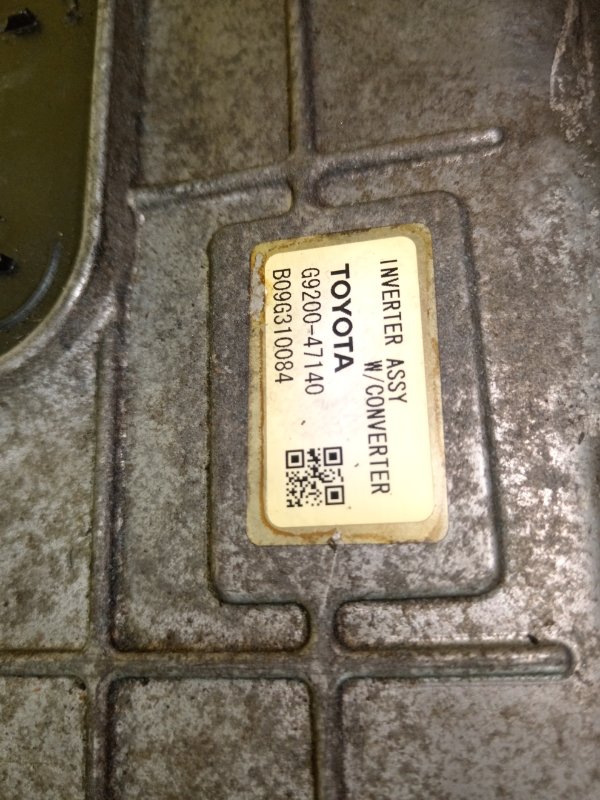 INVERTER ASSY
W/CONVERTER
TOYOTA
G9200-47140
B09G310084